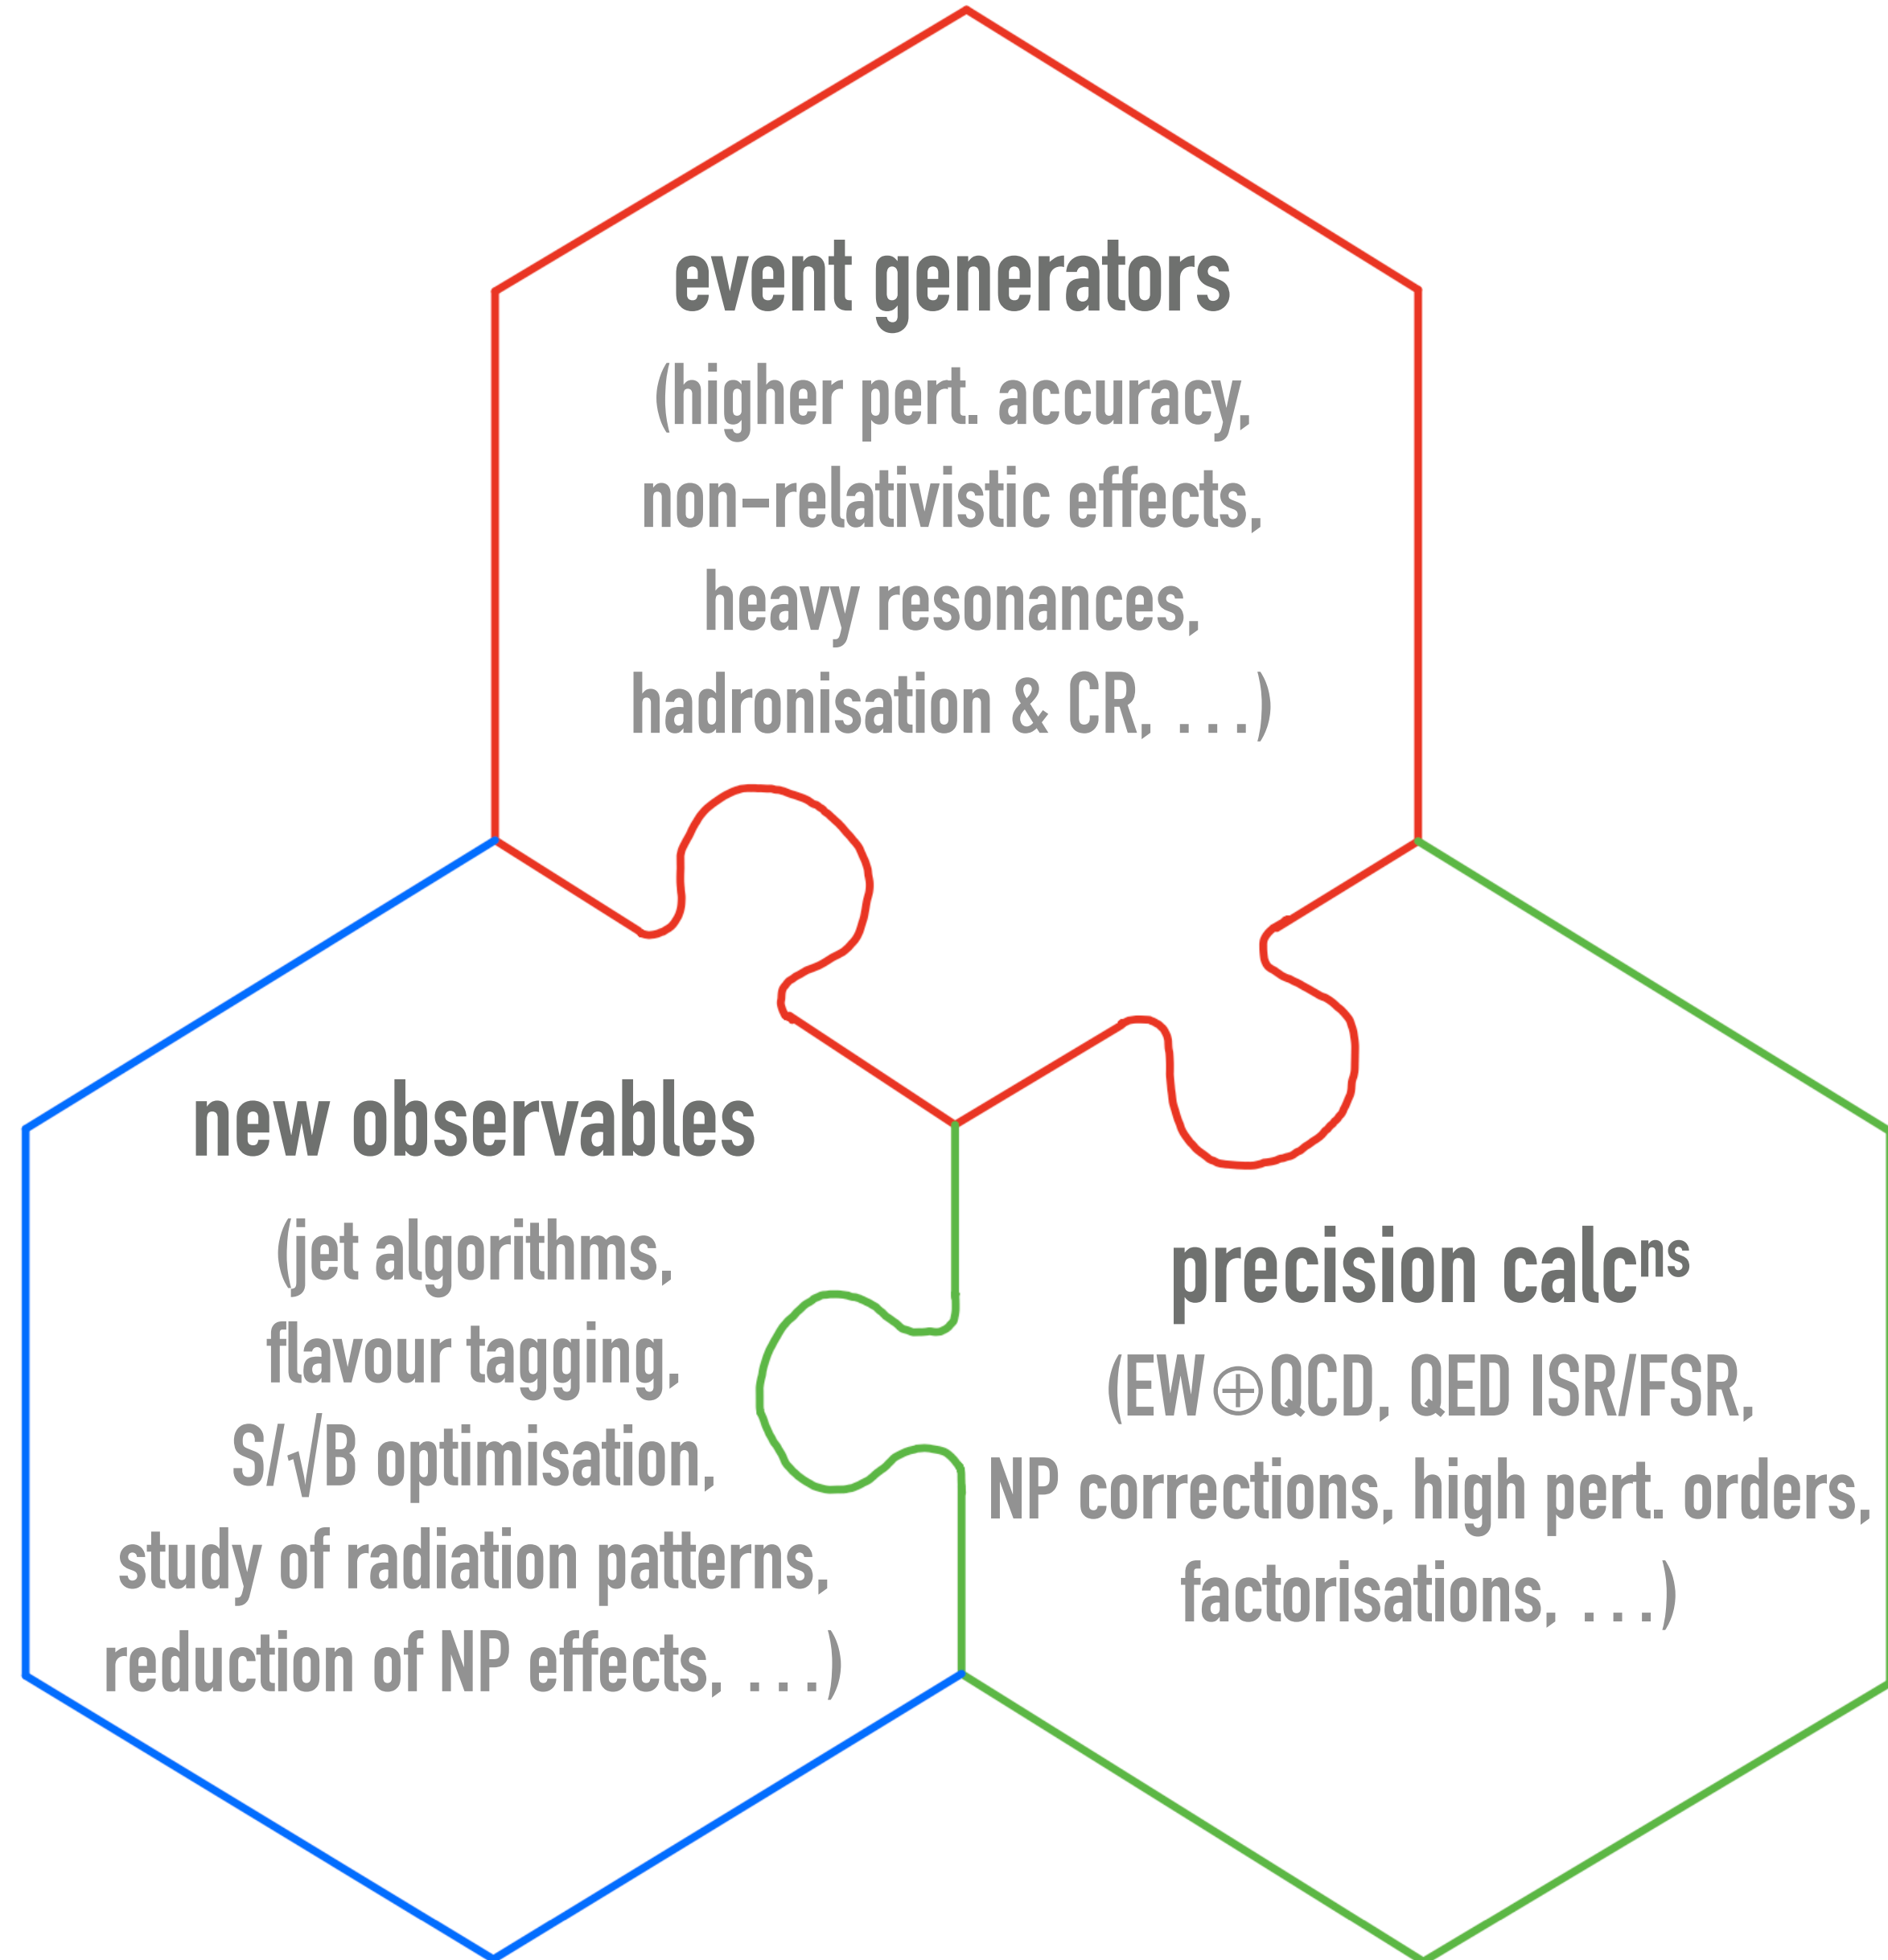 event generators
(higher pert. accuracy,
non-relativistic effects,
heavy resonances,
hadronisation & CR, ...)
new observables
(jet algorithms,
flavour tagging,
S/√B optimisation,
study of radiation patterns,
reduction of NP effects, ...)
precision calcⁿˢ
(EW⊕QCD, QED ISR/FSR,
NP corrections, high pert. orders,
factorisations, ...)